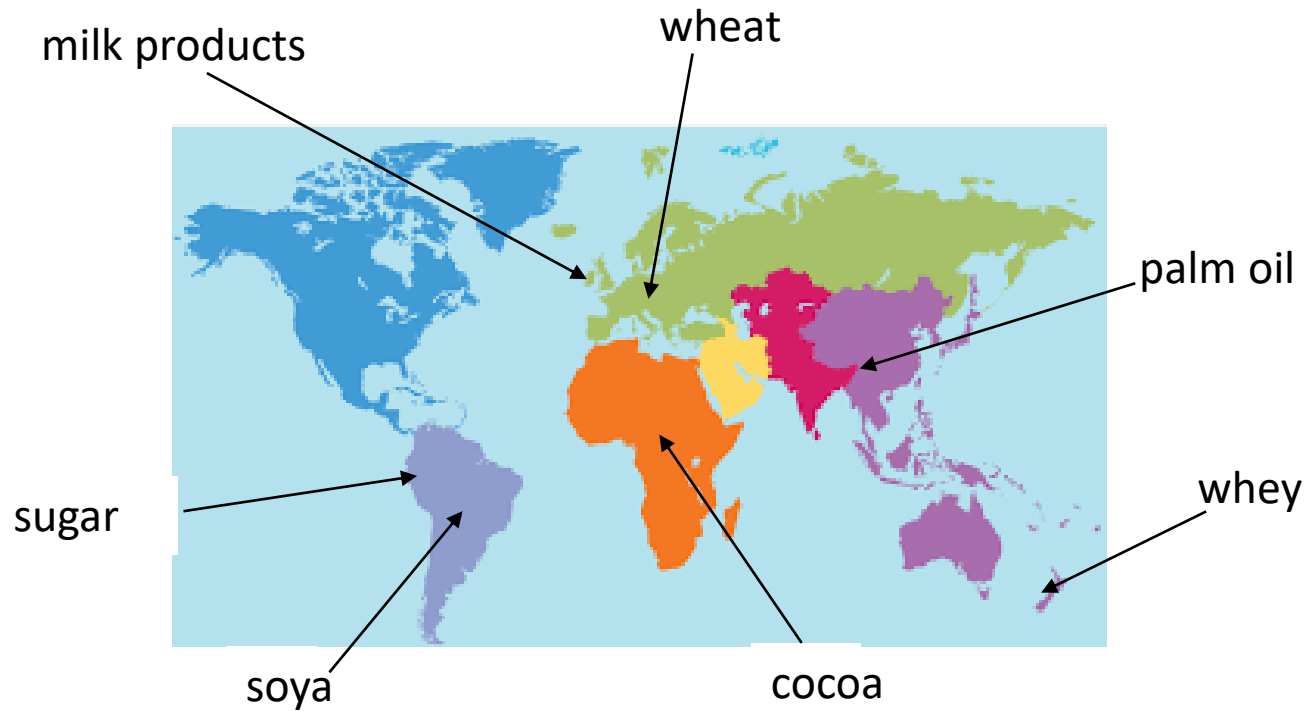 wheat
milk products
palm oil
whey
sugar
soya
cocoa